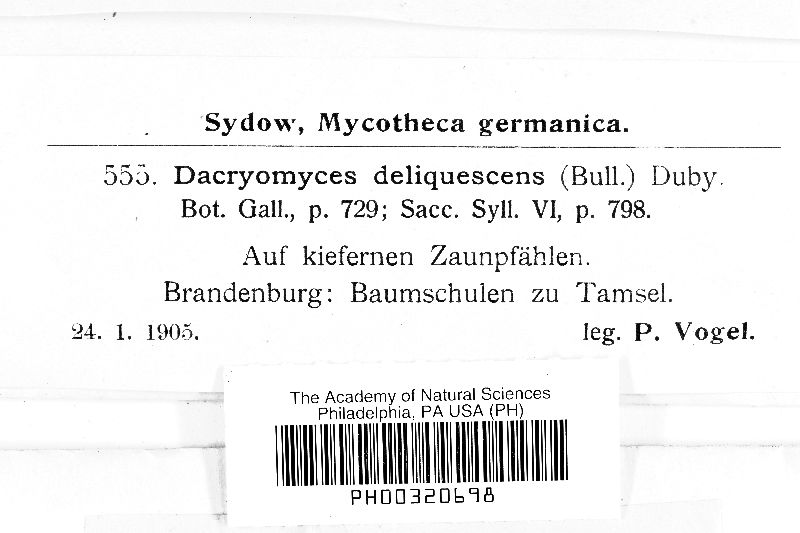 Sydow, Mycotheca germanica.
555. Dacryomyces deliquescens (Bull.) Duby.
Bot. Gall., p. 729; Sacc. Syll. VI, p. 798.
Auf kiefernen Zaunpfählen.
Brandenburg: Baumschulen zu Tamsel.
24. 1. 1905. leg. P. Vogel.
The Academy of Natural Sciences
Philadelphia, PA USA (PH)
PH00320698